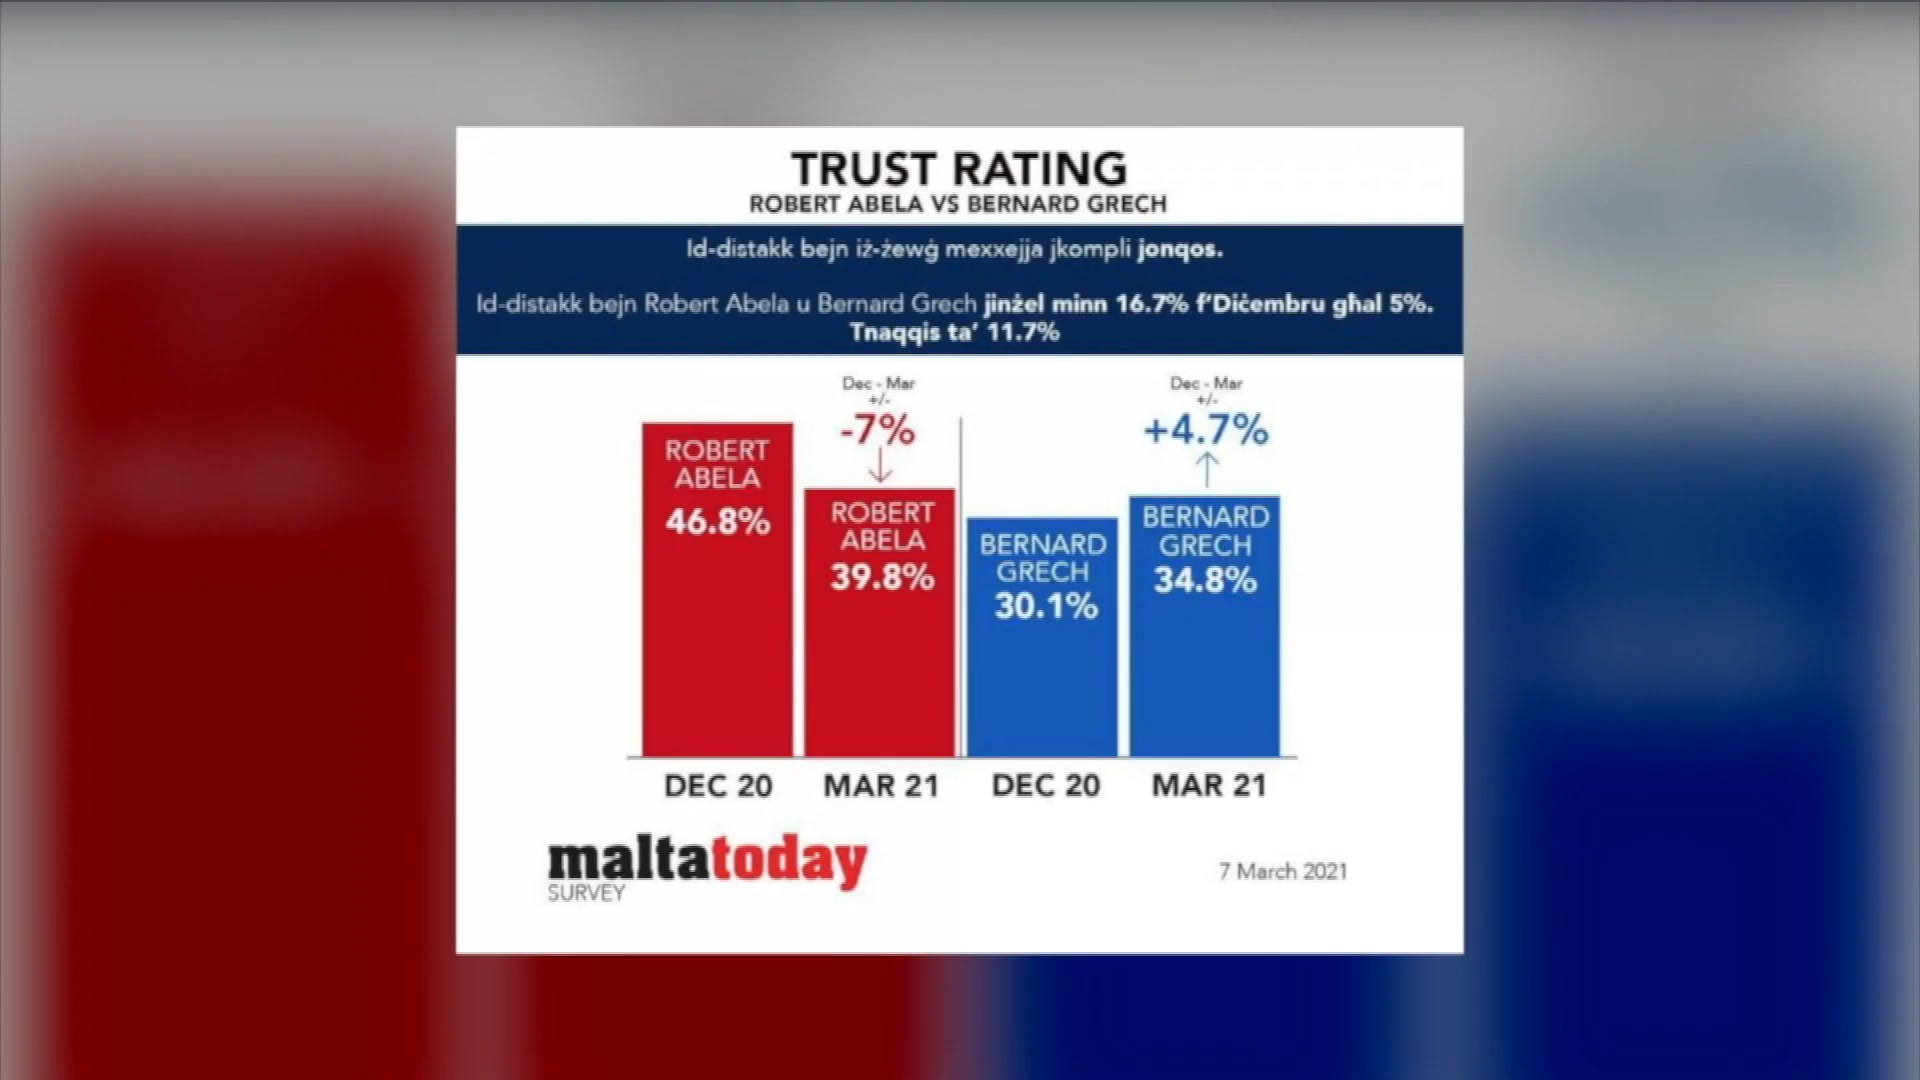 TRUST RATING
ROBERT ABELA VS BERNARD GRECH
Id-distakk bejn iż-żewġ mexxejja jkompli jonqos.
Id-distakk bejn Robert Abela u Bernard Grech jinżel minn 16.7% f'Diċembru għal 5%.
Tnaqqis ta' 11.7%
Dec - Mar
+/-
-7%
Dec - Mar
+/-
+4.7%
ROBERT
ABELA
46.8%
ROBERT
ABELA
39.8%
BERNARD
GRECH
30.1%
BERNARD
GRECH
34.8%
DEC 20
MAR 21
DEC 20
MAR 21
maltatoday
SURVEY
7 March 2021